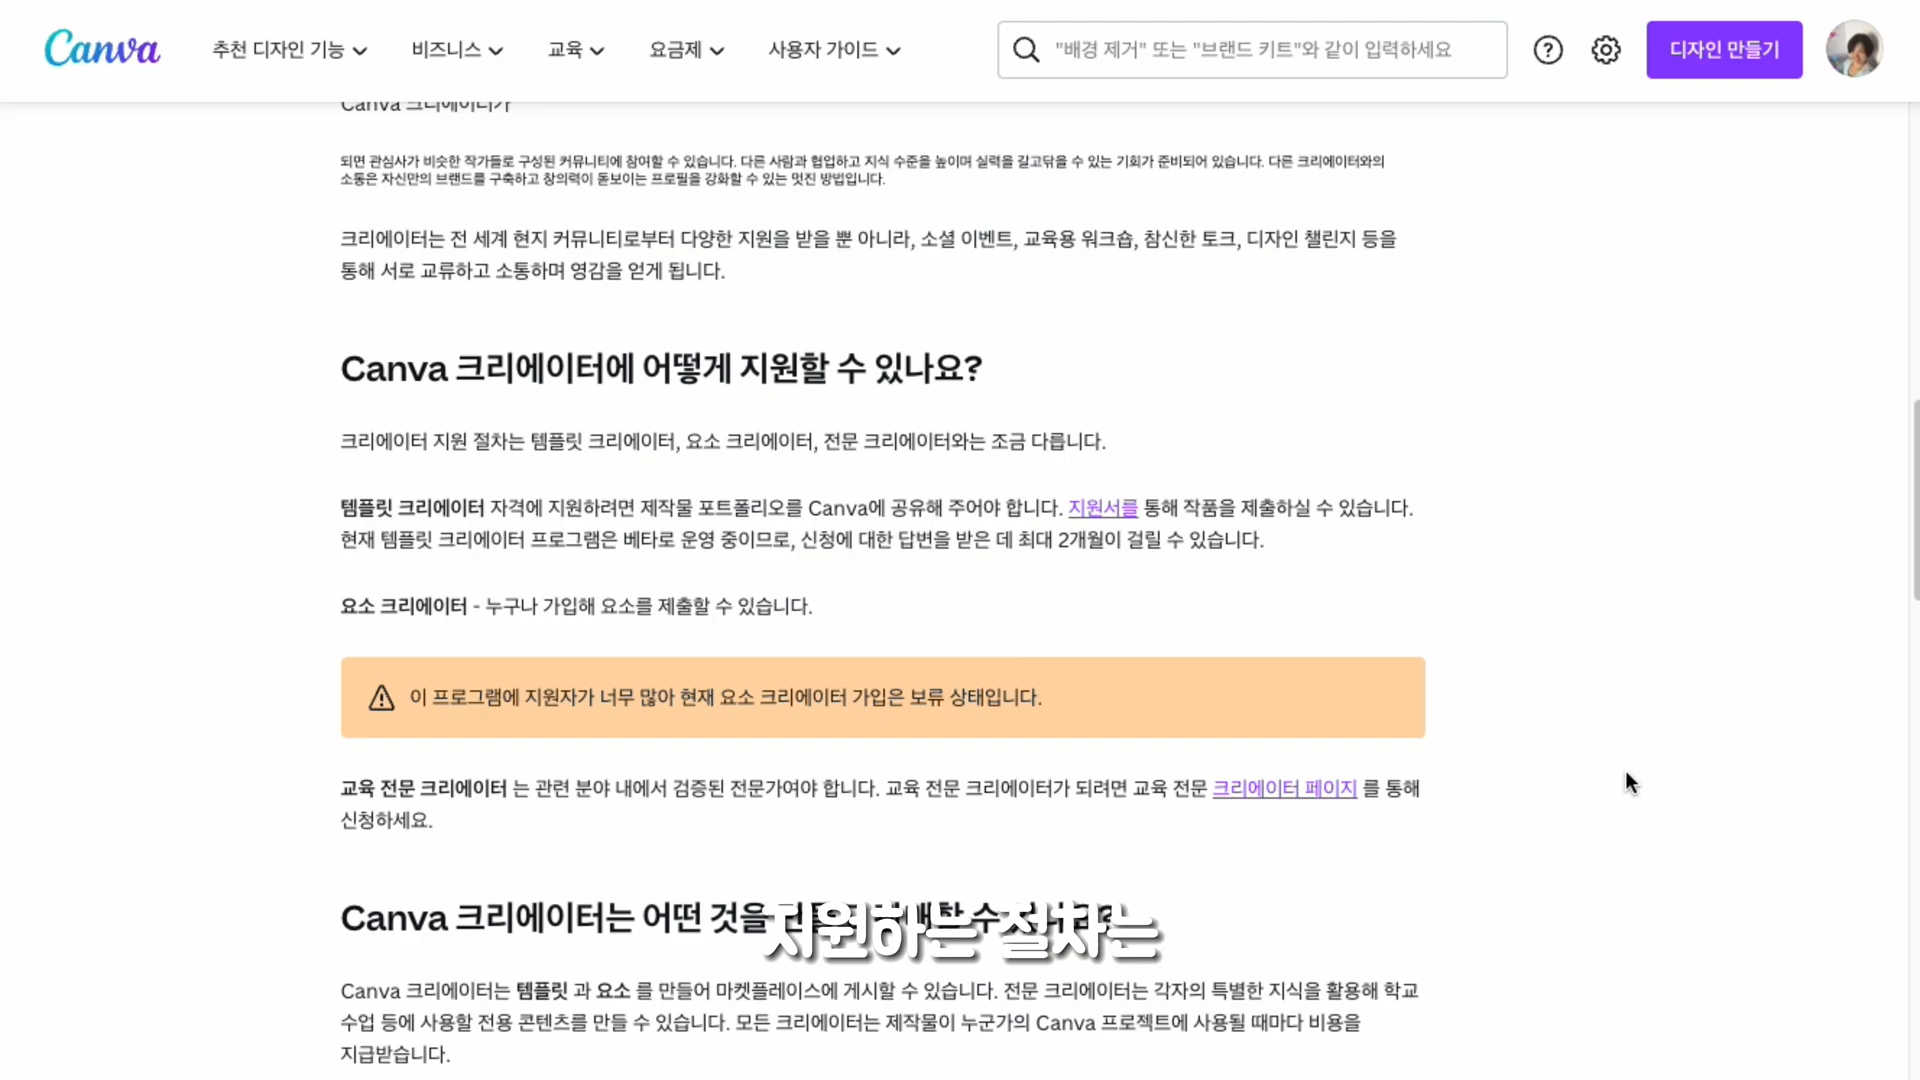 Canva
추천 디자인 기능
비즈니스
교육
요금제
사용자 가이드
"배경 제거" 또는 "브랜드 키트"와 같이 입력하세요
디자인 만들기
Canva 크리에이터가
되면 관심사가 비슷한 작가들로 구성된 커뮤니티에 참여할 수 있습니다. 다른 사람과 협업하고 지식 수준을 높이며 실력을 갈고닦을 수 있는 기회가 준비되어 있습니다. 다른 크리에이터와의
소통은 자신만의 브랜드를 구축하고 창의력이 돋보이는 프로필을 강화할 수 있는 멋진 방법입니다.
크리에이터는 전 세계 현지 커뮤니티로부터 다양한 지원을 받을 뿐 아니라, 소셜 이벤트, 교육용 워크숍, 참신한 토크, 디자인 챌린지 등을
통해 서로 교류하고 소통하며 영감을 얻게 됩니다.
Canva 크리에이터에 어떻게 지원할 수 있나요?
크리에이터 지원 절차는 템플릿 크리에이터, 요소 크리에이터, 전문 크리에이터와는 조금 다릅니다.
템플릿 크리에이터 자격에 지원하려면 제작물 포트폴리오를 Canva에 공유해 주어야 합니다. 지원서를 통해 작품을 제출하실 수 있습니다.
현재 템플릿 크리에이터 프로그램은 베타로 운영 중이므로, 신청에 대한 답변을 받은 데 최대 2개월이 걸릴 수 있습니다.
요소 크리에이터 - 누구나 가입해 요소를 제출할 수 있습니다.
이 프로그램에 지원자가 너무 많아 현재 요소 크리에이터 가입은 보류 상태입니다.
교육 전문 크리에이터 는 관련 분야 내에서 검증된 전문가여야 합니다. 교육 전문 크리에이터가 되려면 교육 전문 크리에이터 페이지 를 통해
신청하세요.
Canva 크리에이터는 어떤 것을
지원하는 절차는
Canva 크리에이터는 템플릿 과 요소 를 만들어 마켓플레이스에 게시할 수 있습니다. 전문 크리에이터는 각자의 특별한 지식을 활용해 학교
수업 등에 사용할 전용 콘텐츠를 만들 수 있습니다. 모든 크리에이터는 제작물이 누군가의 Canva 프로젝트에 사용될 때마다 비용을
지급받습니다.